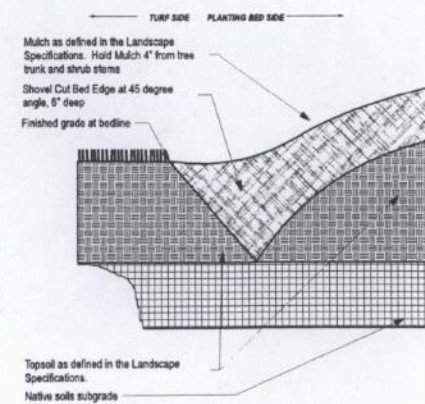 TURF SIDE PLANTING BED SIDE
Mulch as defined in the Landscape
Specifications. Hold Mulch 4" from tree
trunk and shrub stems
Shovel Cut Bed Edge at 45 degree
angle, 6" deep
Finished grade at bedline
Topsoil as defined in the Landscape
Specifications.
Native soils subgrade